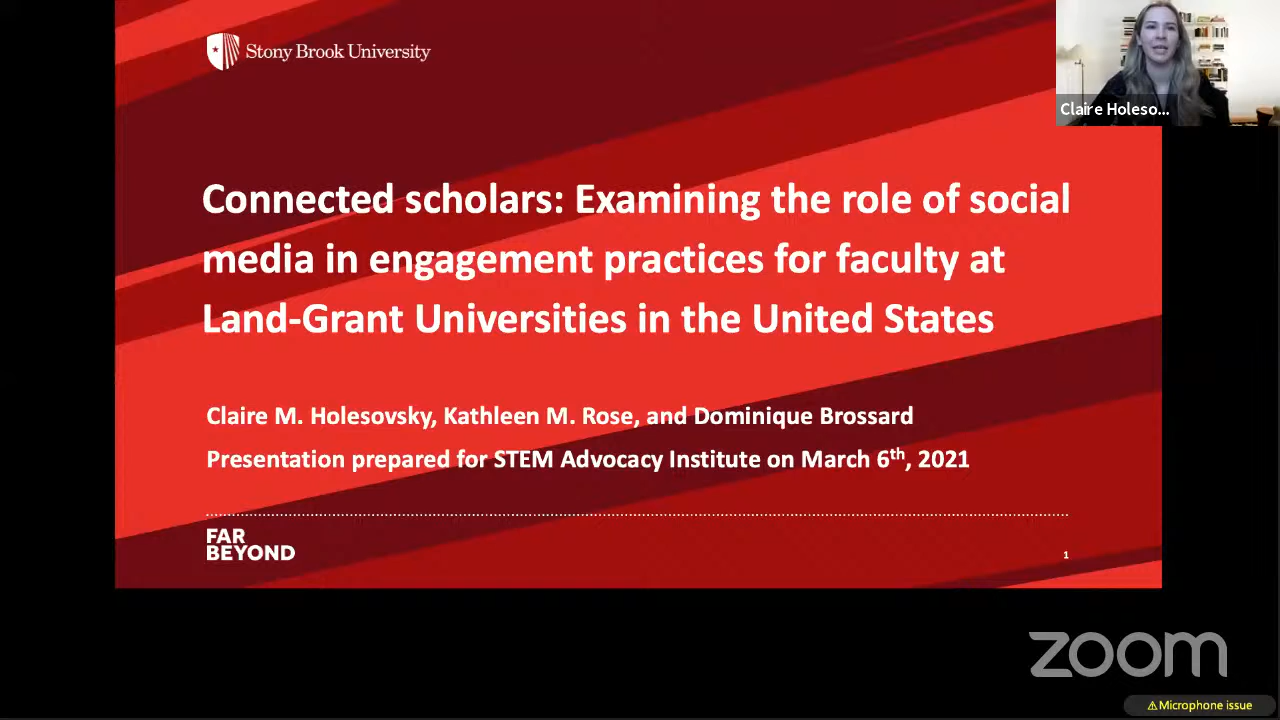 Stony Brook University
Claire Holeso...
Connected scholars: Examining the role of social
media in engagement practices for faculty at
Land-Grant Universities in the United States
Claire M. Holesovsky, Kathleen M. Rose, and Dominique Brossard
Presentation prepared for STEM Advocacy Institute on March 6th, 2021
FAR
BEYOND
1
zoom
⚠Microphone issue